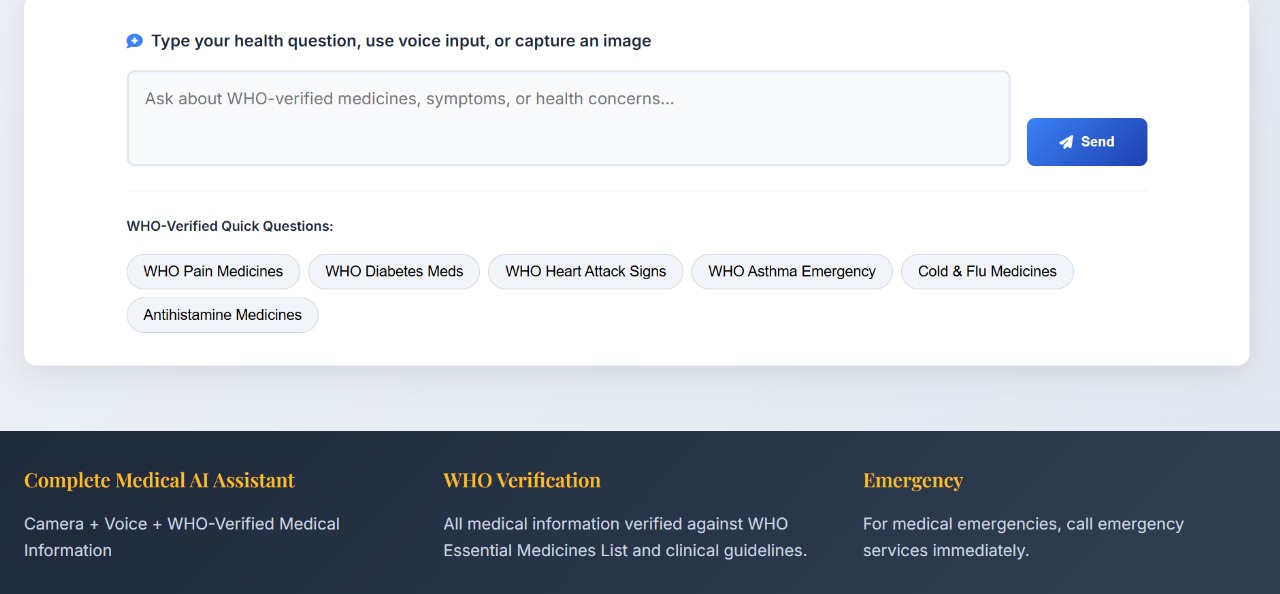 Type your health question, use voice input, or capture an image
Ask about WHO-verified medicines, symptoms, or health concerns...
Send
WHO-Verified Quick Questions:
WHO Pain Medicines
WHO Diabetes Meds
WHO Heart Attack Signs
WHO Asthma Emergency
Cold & Flu Medicines
Antihistamine Medicines
Complete Medical AI Assistant
Camera + Voice + WHO-Verified Medical
Information
WHO Verification
All medical information verified against WHO
Essential Medicines List and clinical guidelines.
Emergency
For medical emergencies, call emergency
services immediately.